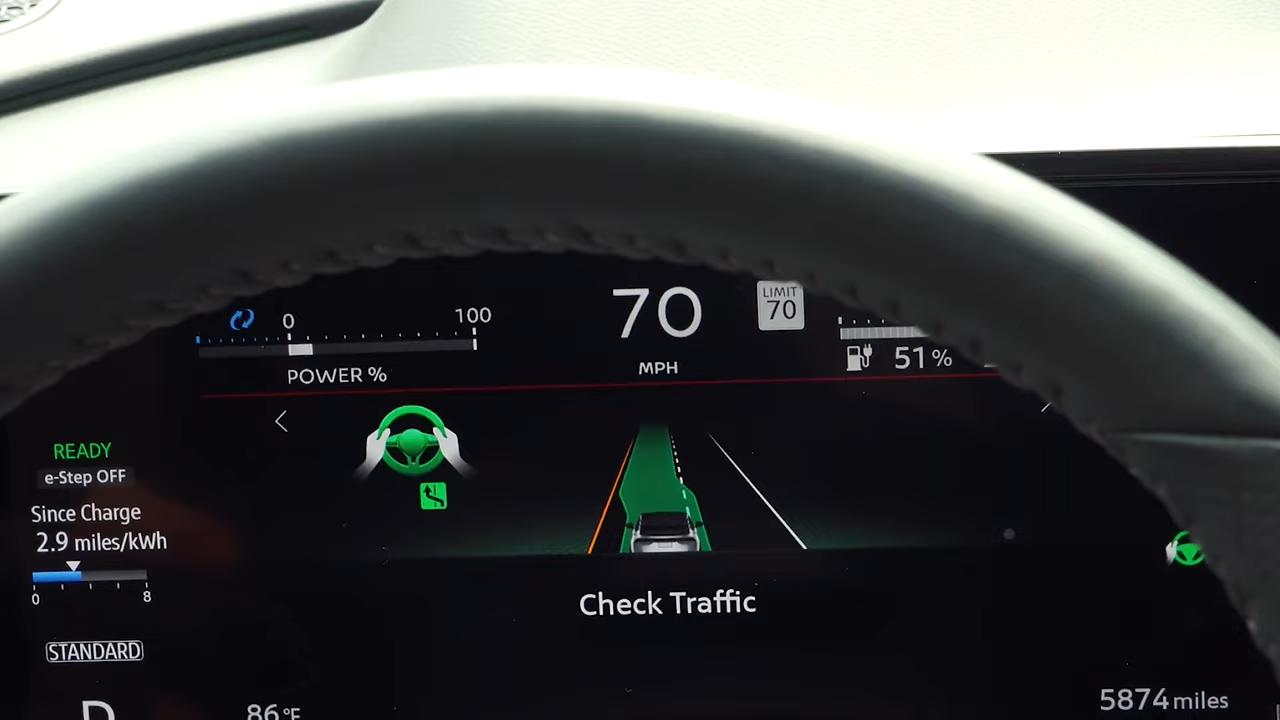 0
100
POWER %
70
MPH
LIMIT
70
51 %
READY
e-Step OFF
Since Charge
2.9 miles/kWh
0
8
Check Traffic
STANDARD
D
86 °F
5874 miles